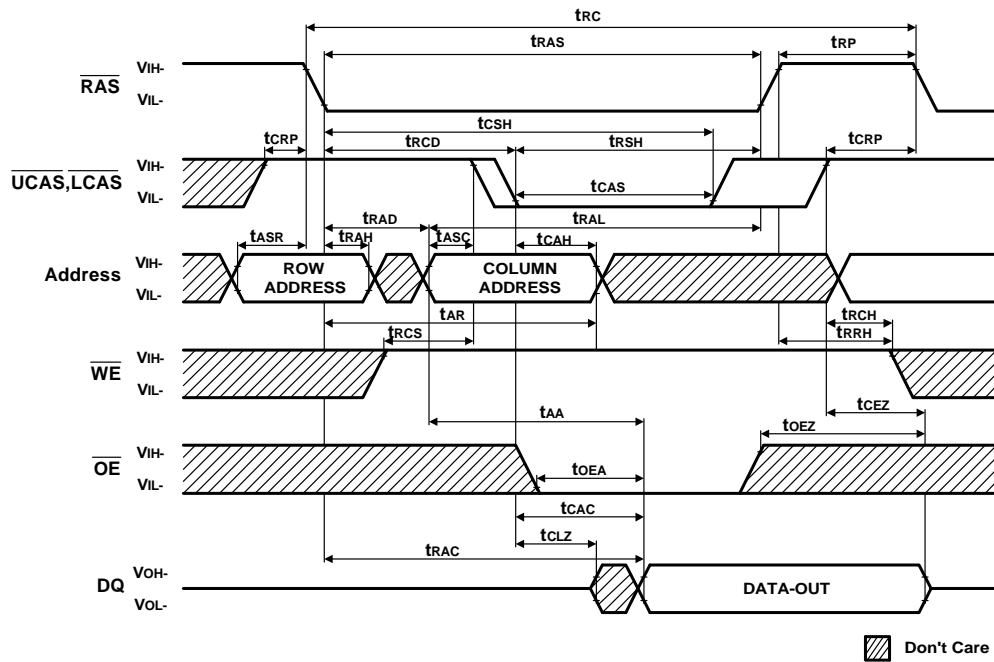 tRC
tRAS tRP
RAS VIH-
VIL-
tCSH
tCRP tRCD tRSH tCRP
UCAS,LCAS VIH-
VIL-
tCAS
tRAD tRAL
tASR tRAH tASC tCAH
Address VIH-
VIL-
ROW
ADDRESS
COLUMN
ADDRESS
tAR tRCH
tRCS tRRH
WE VIH-
VIL-
tCEZ
tAA tOEZ
OE VIH-
VIL-
tOEA
tCAC
tCLZ
tRAC
DQ VOH-
VOL-
DATA-OUT
Don't Care